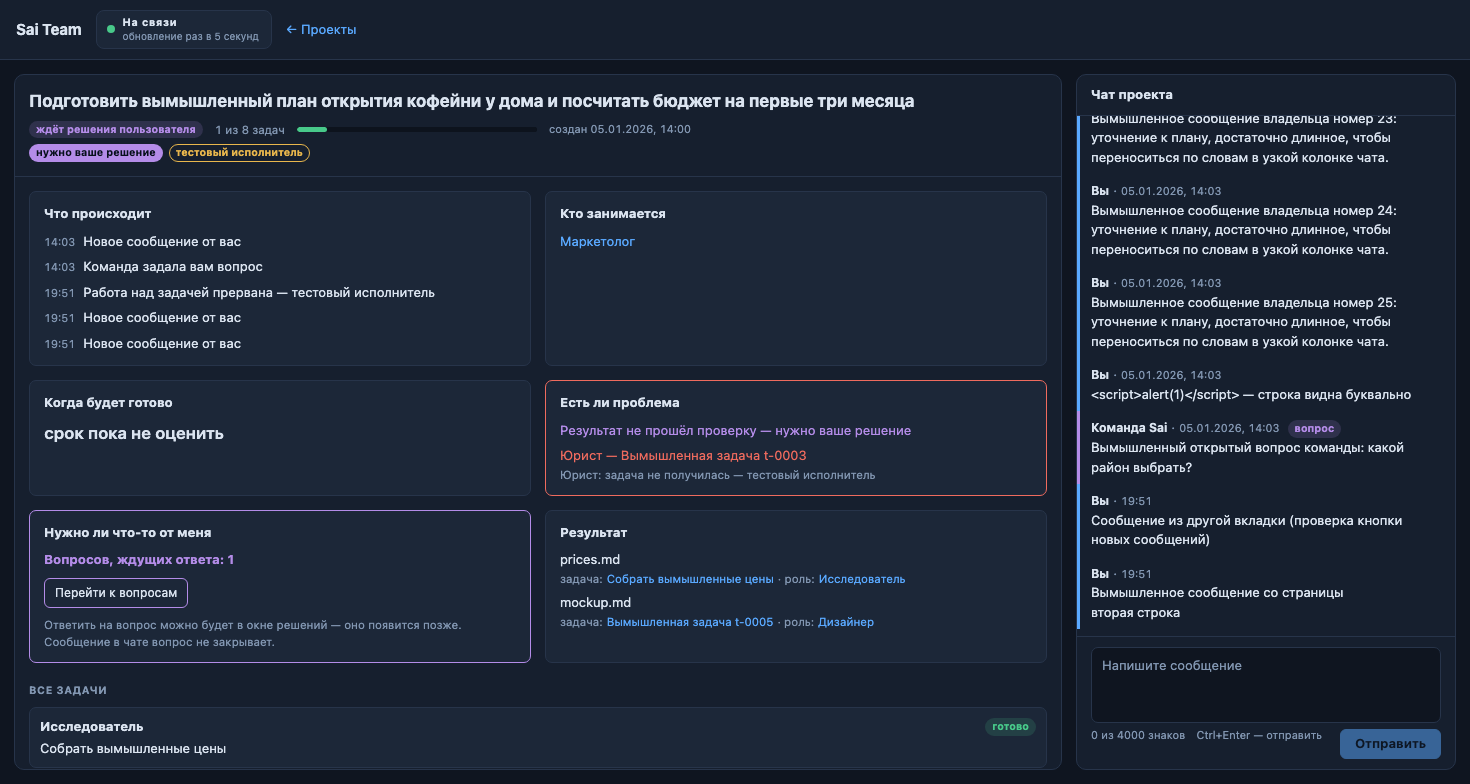 Sai Team
На связи
обновление раз в 5 секунд
← Проекты
Подготовить вымышленный план открытия кофейни у дома и посчитать бюджет на первые три месяца
ждёт решения пользователя
1 из 8 задач
создан 05.01.2026, 14:00
нужно ваше решение
тестовый исполнитель
Что происходит
14:03 Новое сообщение от вас
14:03 Команда задала вам вопрос
19:51 Работа над задачей прервана — тестовый исполнитель
19:51 Новое сообщение от вас
19:51 Новое сообщение от вас
Кто занимается
Маркетолог
Когда будет готово
срок пока не оценить
Есть ли проблема
Результат не прошёл проверку — нужно ваше решение
Юрист — Вымышленная задача t-0003
Юрист: задача не получилась — тестовый исполнитель
Нужно ли что-то от меня
Вопросов, ждущих ответа: 1
Перейти к вопросам
Ответить на вопрос можно будет в окне решений — оно появится позже.
Сообщение в чате вопрос не закрывает.
Результат
prices.md
задача: Собрать вымышленные цены · роль: Исследователь
mockup.md
задача: Вымышленная задача t-0005 · роль: Дизайнер
ВСЕ ЗАДАЧИ
Исследователь
готово
Собрать вымышленные цены
Чат проекта
Вымышленное сообщение владельца номер 23:
уточнение к плану, достаточно длинное, чтобы
переноситься по словам в узкой колонке чата.
Вы · 05.01.2026, 14:03
Вымышленное сообщение владельца номер 24:
уточнение к плану, достаточно длинное, чтобы
переноситься по словам в узкой колонке чата.
Вы · 05.01.2026, 14:03
Вымышленное сообщение владельца номер 25:
уточнение к плану, достаточно длинное, чтобы
переноситься по словам в узкой колонке чата.
Вы · 05.01.2026, 14:03
<script>alert(1)</script> — строка видна буквально
Команда Sai · 05.01.2026, 14:03 вопрос
Вымышленный открытый вопрос команды: какой
район выбрать?
Вы · 19:51
Сообщение из другой вкладки (проверка кнопки
новых сообщений)
Вы · 19:51
Вымышленное сообщение со страницы
вторая строка
Напишите сообщение
0 из 4000 знаков
Ctrl+Enter — отправить
Отправить